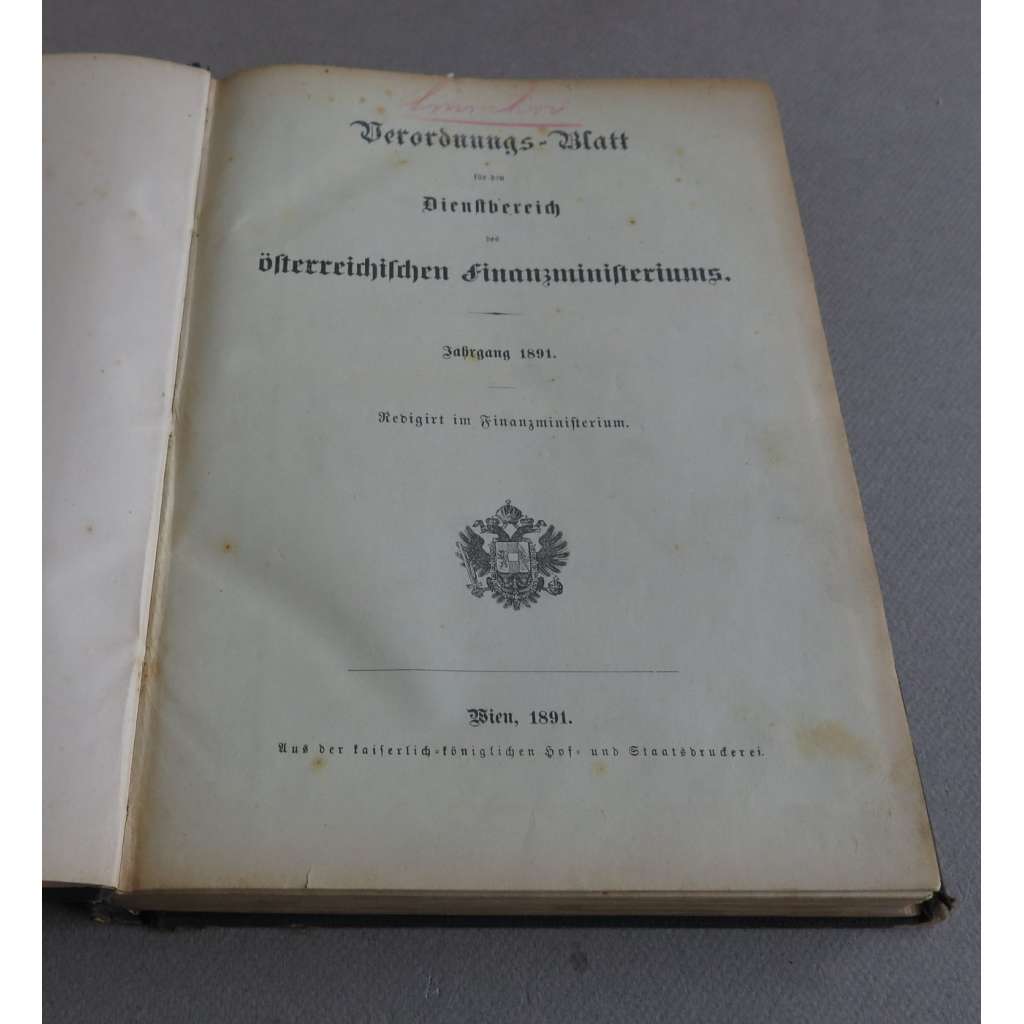 Verordnungs-Blatt
für den
Dienstbereich
des
österreichischen Finanzministeriums.
Jahrgang 1891.
Redigirt im Finanzministerium.
Wien, 1891.
Aus der kaiserlich-königlichen Hof- und Staatsdruckerei.